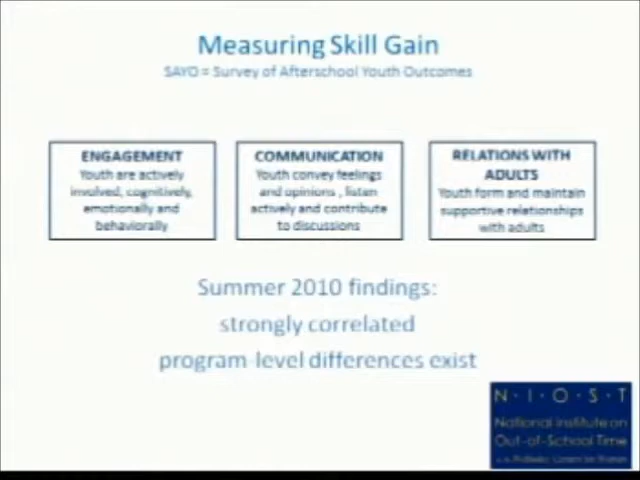 Measuring Skill Gain
SAYO = Survey of Afterschool Youth Outcomes
ENGAGEMENT
Youth are actively
involved, cognitively,
emotionally and
behaviorally
COMMUNICATION
Youth convey feelings
and opinions , listen
actively and contribute
to discussions
RELATIONS WITH
ADULTS
Youth form and maintain
supportive relationships
with adults
Summer 2010 findings:
strongly correlated
program-level differences exist
N · I · O · S · T
National Institute on
Out-of-School Time